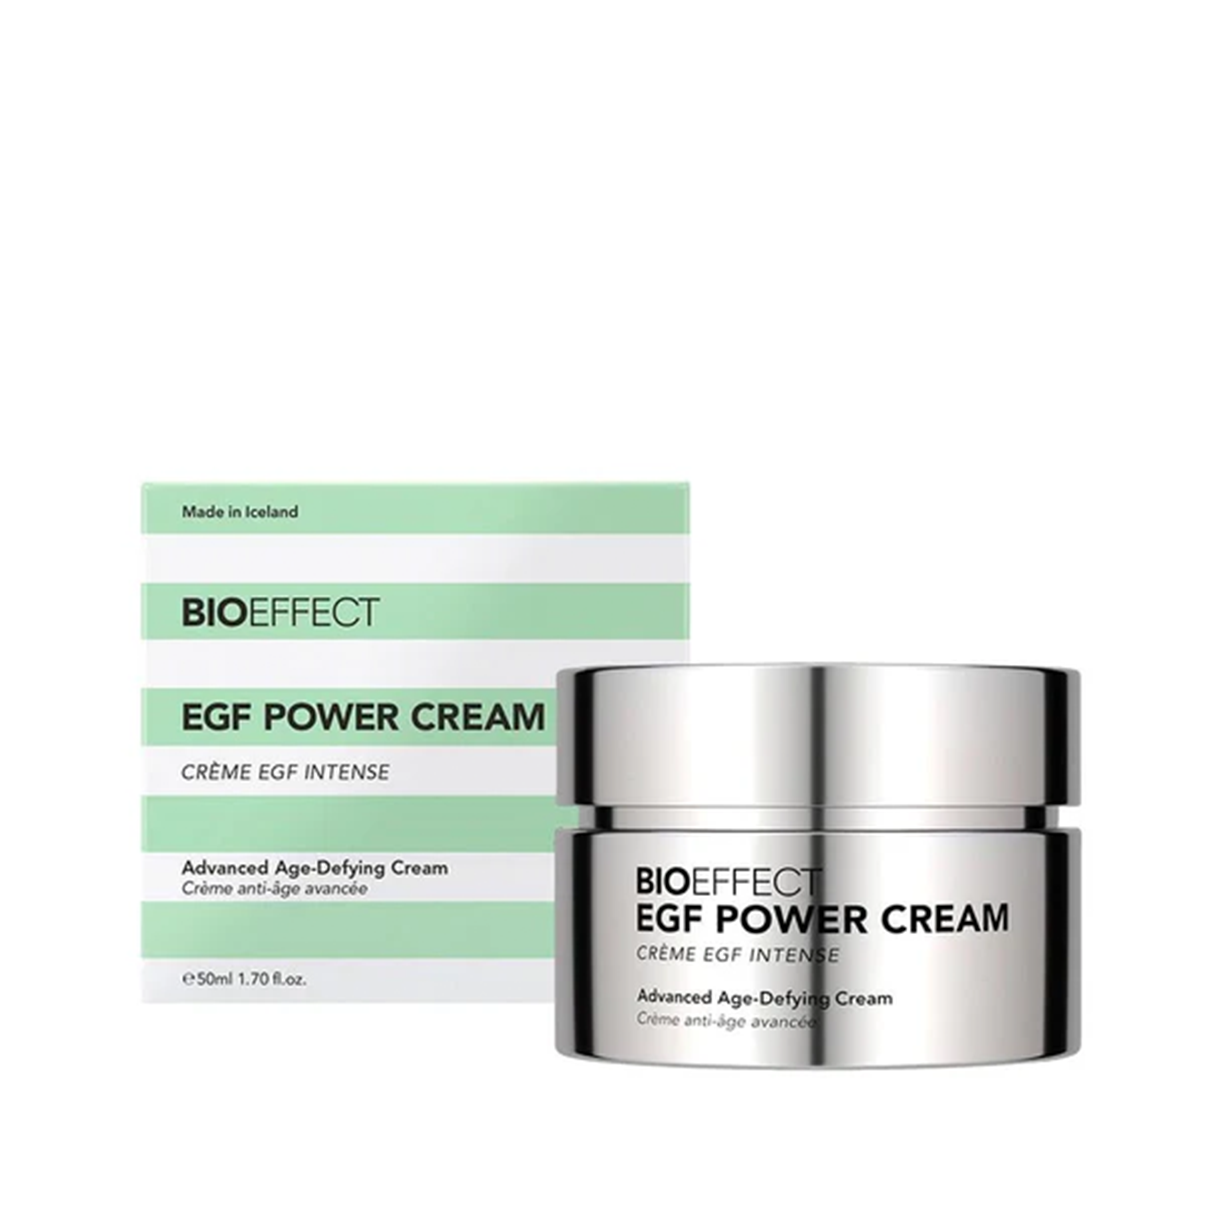 Made in Iceland
BIOEFFECT
EGF POWER CREAM
CRÈME EGF INTENSE
Advanced Age-Defying Cream
Crème anti-âge avancée
℮50ml 1.70 fl.oz.
BIOEFFECT
EGF POWER CREAM
CRÈME EGF INTENSE
Advanced Age-Defying Cream
Crème anti-âge avancée